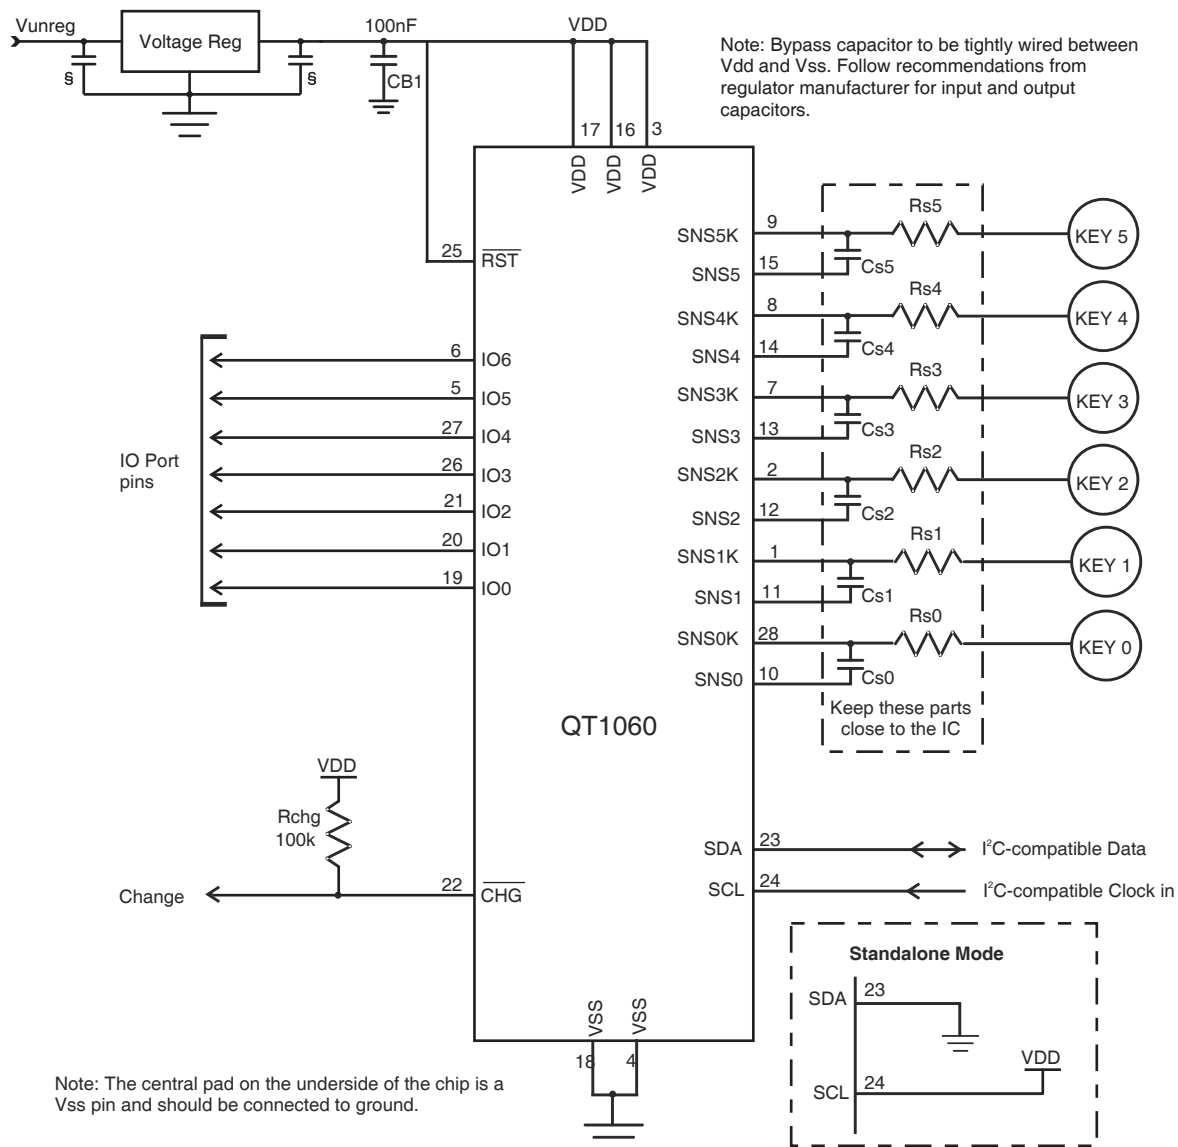 Vunreg
Voltage Reg
§
§
100nF
CB1
VDD
Note: Bypass capacitor to be tightly wired between
Vdd and Vss. Follow recommendations from
regulator manufacturer for input and output
capacitors.
17 16 3
VDD VDD VDD
25 RST
6 IO6
5 IO5
27 IO4
26 IO3
21 IO2
20 IO1
19 IO0
IO Port
pins
SNS5K 9 Rs5 KEY 5
SNS5 15 Cs5
SNS4K 8 Rs4 KEY 4
SNS4 14 Cs4
SNS3K 7 Rs3 KEY 3
SNS3 13 Cs3
SNS2K 2 Rs2 KEY 2
SNS2 12 Cs2
SNS1K 1 Rs1 KEY 1
SNS1 11 Cs1
SNS0K 28 Rs0 KEY 0
SNS0 10 Cs0
Keep these parts
close to the IC
QT1060
VDD
Rchg
100k
Change 22 CHG
SDA 23 I²C-compatible Data
SCL 24 I²C-compatible Clock in
Standalone Mode
SDA 23
VDD
SCL 24
VSS VSS
18 4
Note: The central pad on the underside of the chip is a
Vss pin and should be connected to ground.